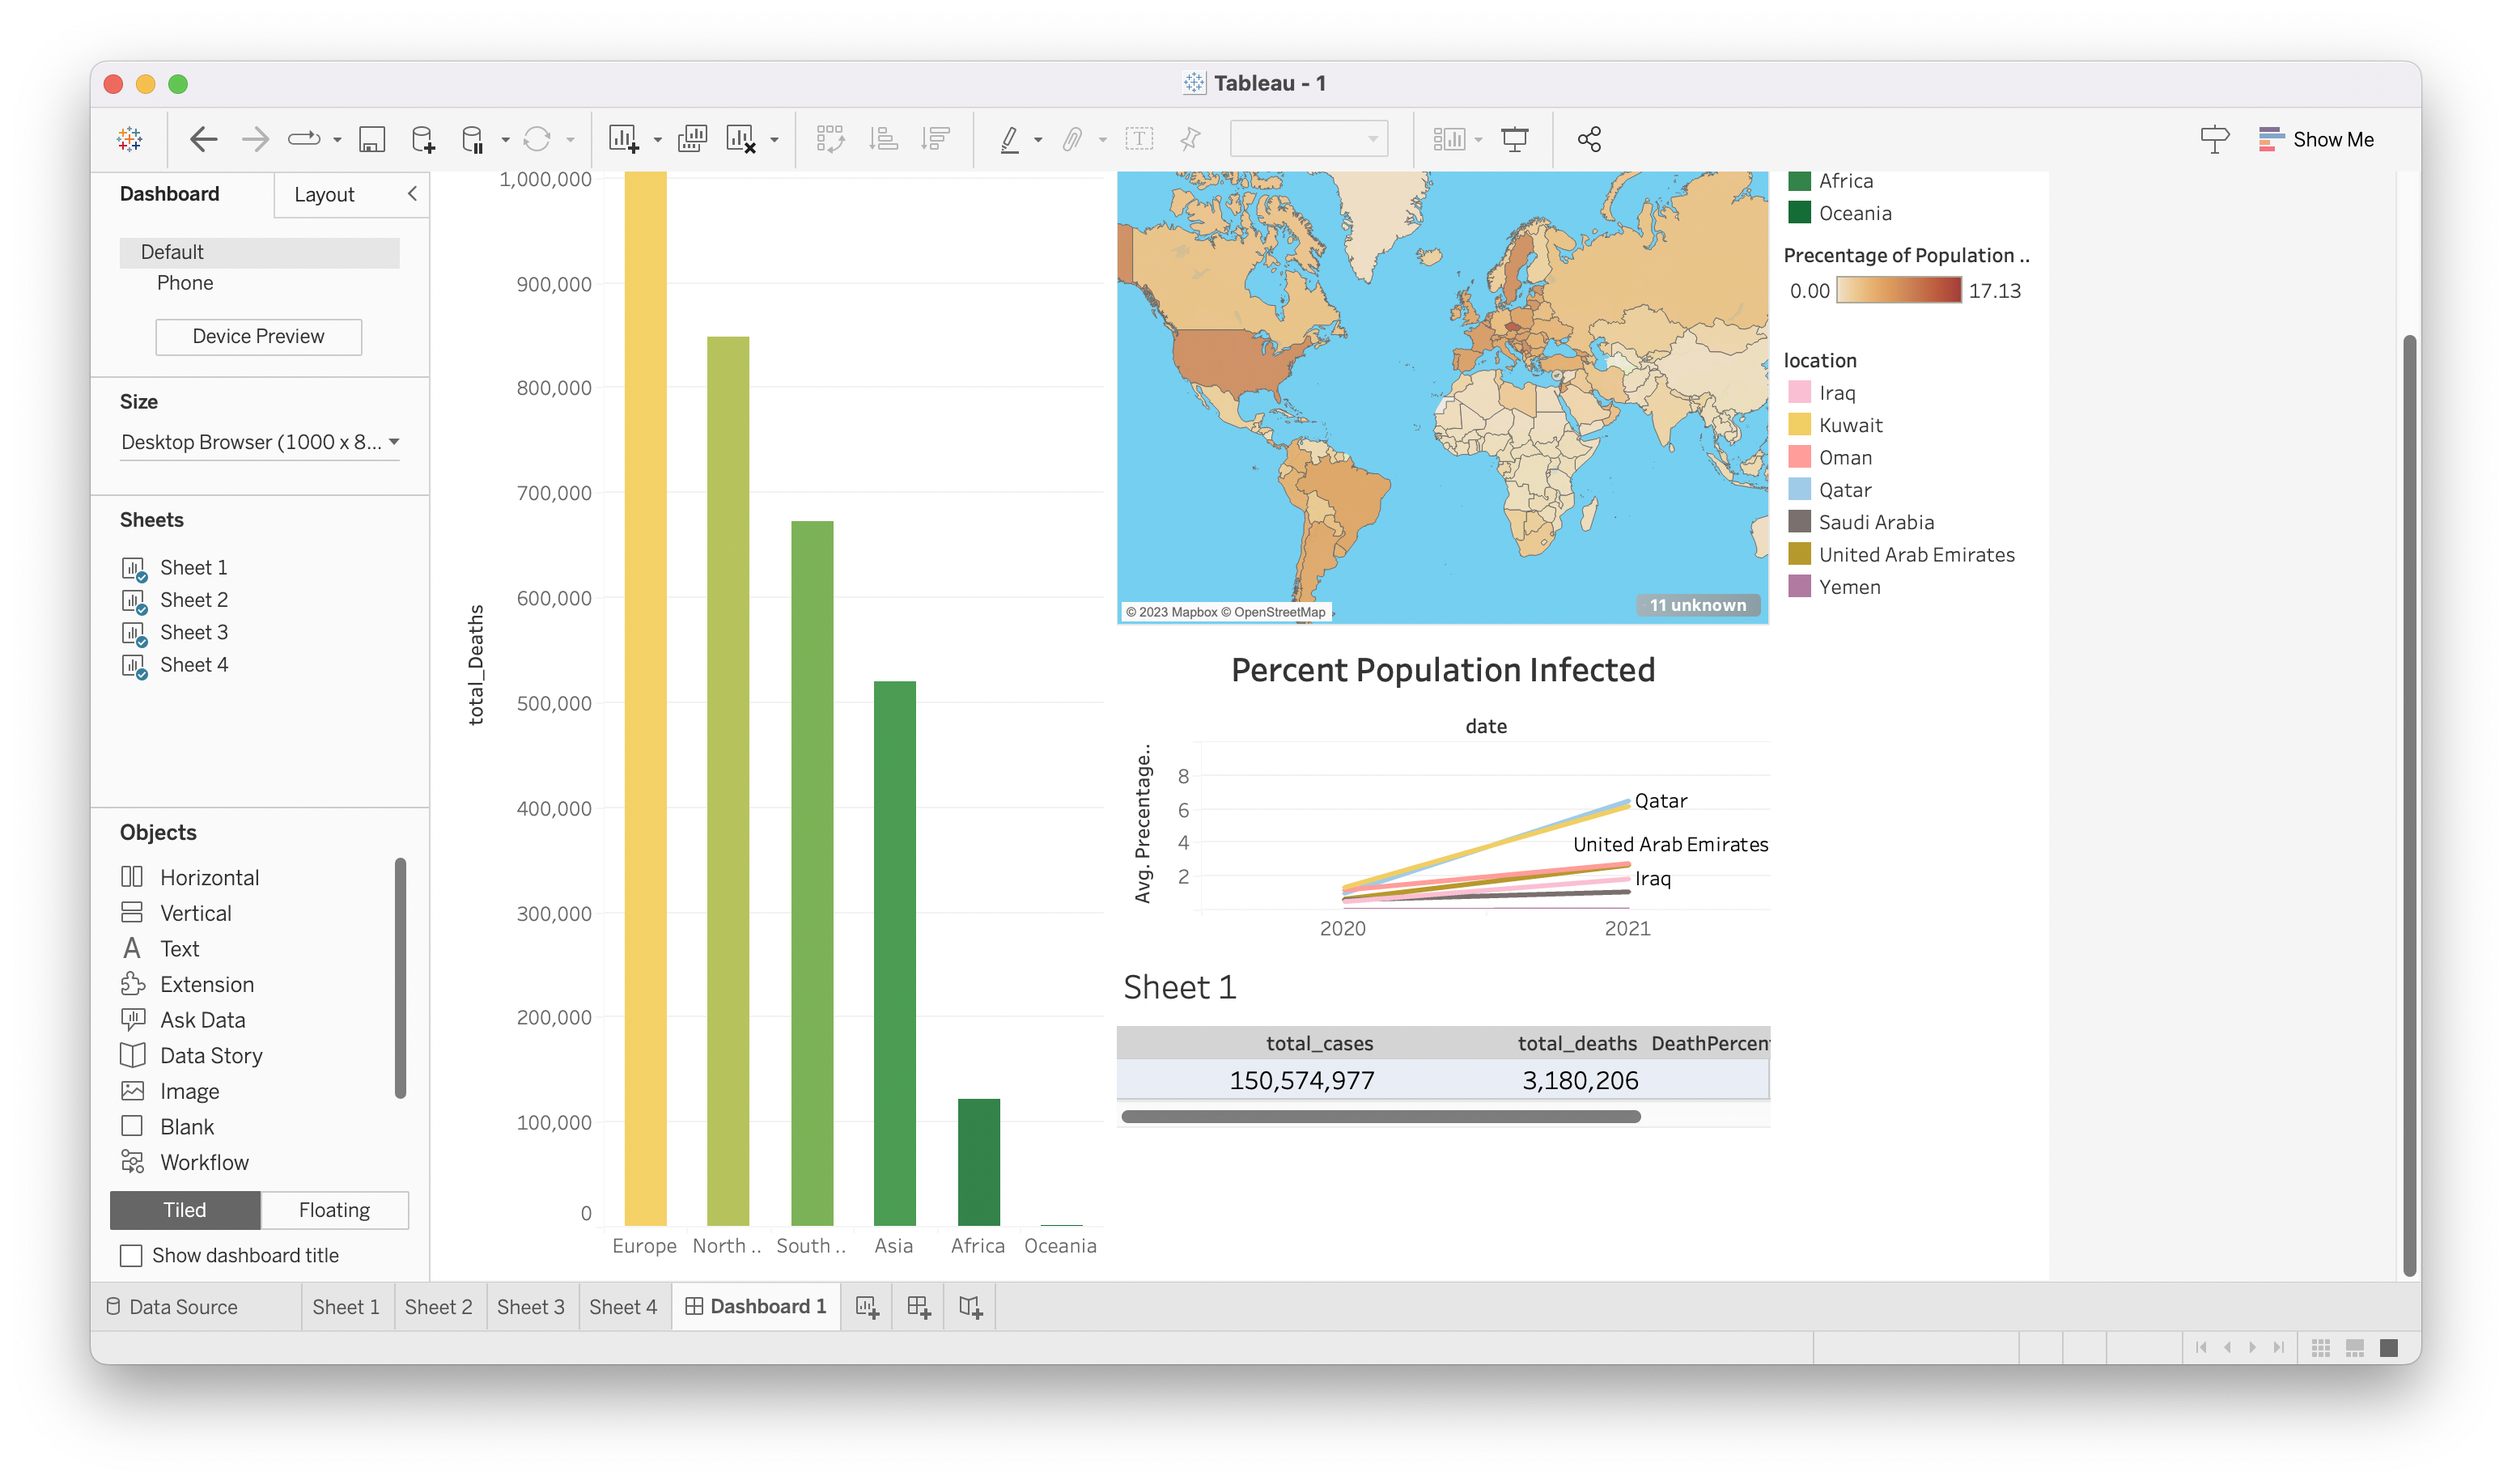 Tableau - 1
Show Me
Dashboard
Layout
Default
Phone
Device Preview
Size
Desktop Browser (1000 x 8...
Sheets
Sheet 1
Sheet 2
Sheet 3
Sheet 4
Objects
Horizontal
Vertical
Text
Extension
Ask Data
Data Story
Image
Blank
Workflow
Tiled
Floating
Show dashboard title
total_Deaths
1,000,000
900,000
800,000
700,000
600,000
500,000
400,000
300,000
200,000
100,000
0
Europe
North ..
South ..
Asia
Africa
Oceania
© 2023 Mapbox © OpenStreetMap
11 unknown
Percent Population Infected
date
Avg. Precentage..
8
6
4
2
Qatar
United Arab Emirates
Iraq
2020
2021
Sheet 1
total_cases total_deaths DeathPercent
150,574,977 3,180,206
Africa
Oceania
Precentage of Population ..
0.00 17.13
location
Iraq
Kuwait
Oman
Qatar
Saudi Arabia
United Arab Emirates
Yemen
Data Source
Sheet 1
Sheet 2
Sheet 3
Sheet 4
Dashboard 1